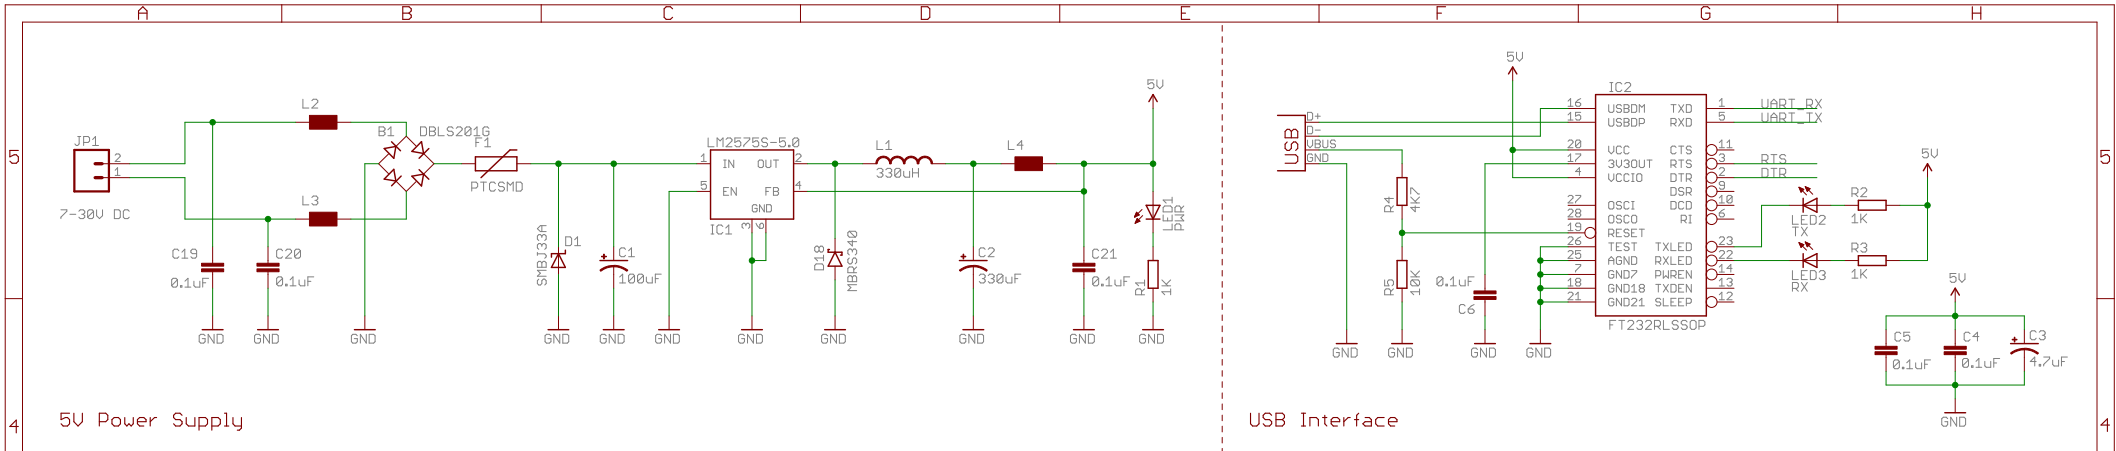 A B C D E F G H
5
4
JP1
2
1
7-30V DC
C19
0.1uF
GND
C20
0.1uF
GND
L2
L3
B1
DBLS201G
GND
F1
PTCSMD
SMBJ33A
D1
GND
C1
100uF
GND
GND
LM2575S-5.0
1 IN OUT 2
5 EN FB 4
GND
3 6
IC1
GND
D18
MBRS340
GND
L1
330uH
C2
330uF
GND
L4
C21
0.1uF
GND
5V
LED1
PWR
R1
1K
GND
5V Power Supply
USB
D+
D-
VBUS
GND
GND
R4
4K7
R5
10K
GND
0.1uF
C6
GND
5V
GND
IC2
16 USBDM TXD 1 UART_RX
15 USBDP RXD 5 UART_TX
20 VCC CTS 11
17 3V3OUT RTS 3 RTS
4 VCCIO DTR 2 DTR
DSR 9
27 OSCI DCD 10
28 OSCO RI 6
19 RESET
26 TEST TXLED 23
25 AGND RXLED 22
7 GND7 PWREN 14
18 GND18 TXDEN 13
21 GND21 SLEEP 12
FT232RLSSOP
LED2
TX
R2
1K
LED3
RX
R3
1K
5V
5V
C5
0.1uF
C4
0.1uF
C3
4.7uF
GND
USB Interface
5
4